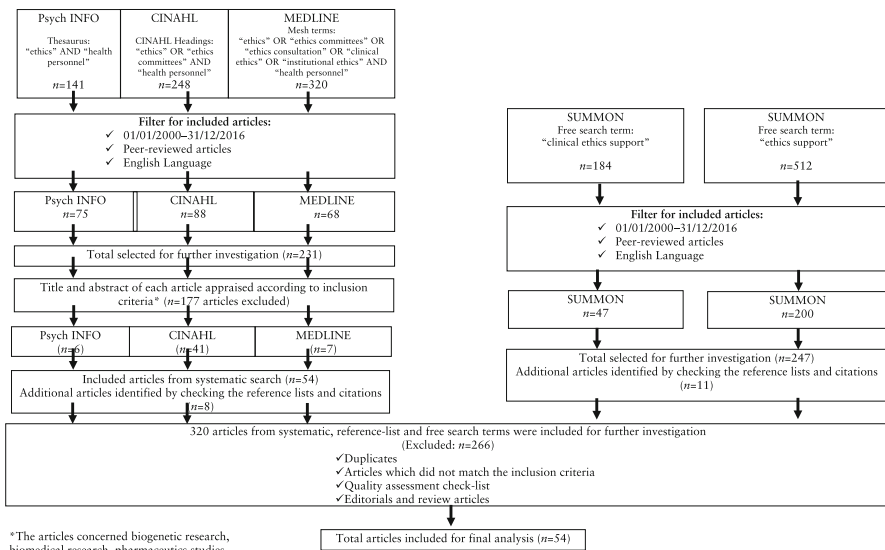 Psych INFO
Thesaurus:
“ethics” AND “health
personnel”
n=141
CINAHL
CINAHL Headings:
“ethics” OR “ethics
committees” AND
“health personnel”
n=248
MEDLINE
Mesh terms:
“ethics” OR “ethics committees” OR
“ethics consultation” OR “clinical
ethics” OR “institutional ethics” AND
“health personnel”
n=320
Filter for included articles:
✓ 01/01/2000–31/12/2016
✓ Peer-reviewed articles
✓ English Language
Psych INFO
n=75
CINAHL
n=88
MEDLINE
n=68
Total selected for further investigation (n=231)
Title and abstract of each article appraised according to inclusion
criteria* (n=177 articles excluded)
Psych INFO
(n=6)
CINAHL
(n=41)
MEDLINE
(n=7)
Included articles from systematic search (n=54)
Additional articles identified by checking the reference lists and citations
(n=8)
SUMMON
Free search term:
“clinical ethics support”
n=184
SUMMON
Free search term:
“ethics support”
n=512
Filter for included articles:
✓ 01/01/2000–31/12/2016
✓ Peer-reviewed articles
✓ English Language
SUMMON
n=47
SUMMON
n=200
Total selected for further investigation (n=247)
Additional articles identified by checking the reference lists and citations
(n=11)
320 articles from systematic, reference-list and free search terms were included for further investigation
(Excluded: n=266)
✓Duplicates
✓Articles which did not match the inclusion criteria
✓Quality assessment check-list
✓Editorials and review articles
Total articles included for final analysis (n=54)
*The articles concerned biogenetic research,
biomedical research, pharmaceutics studies